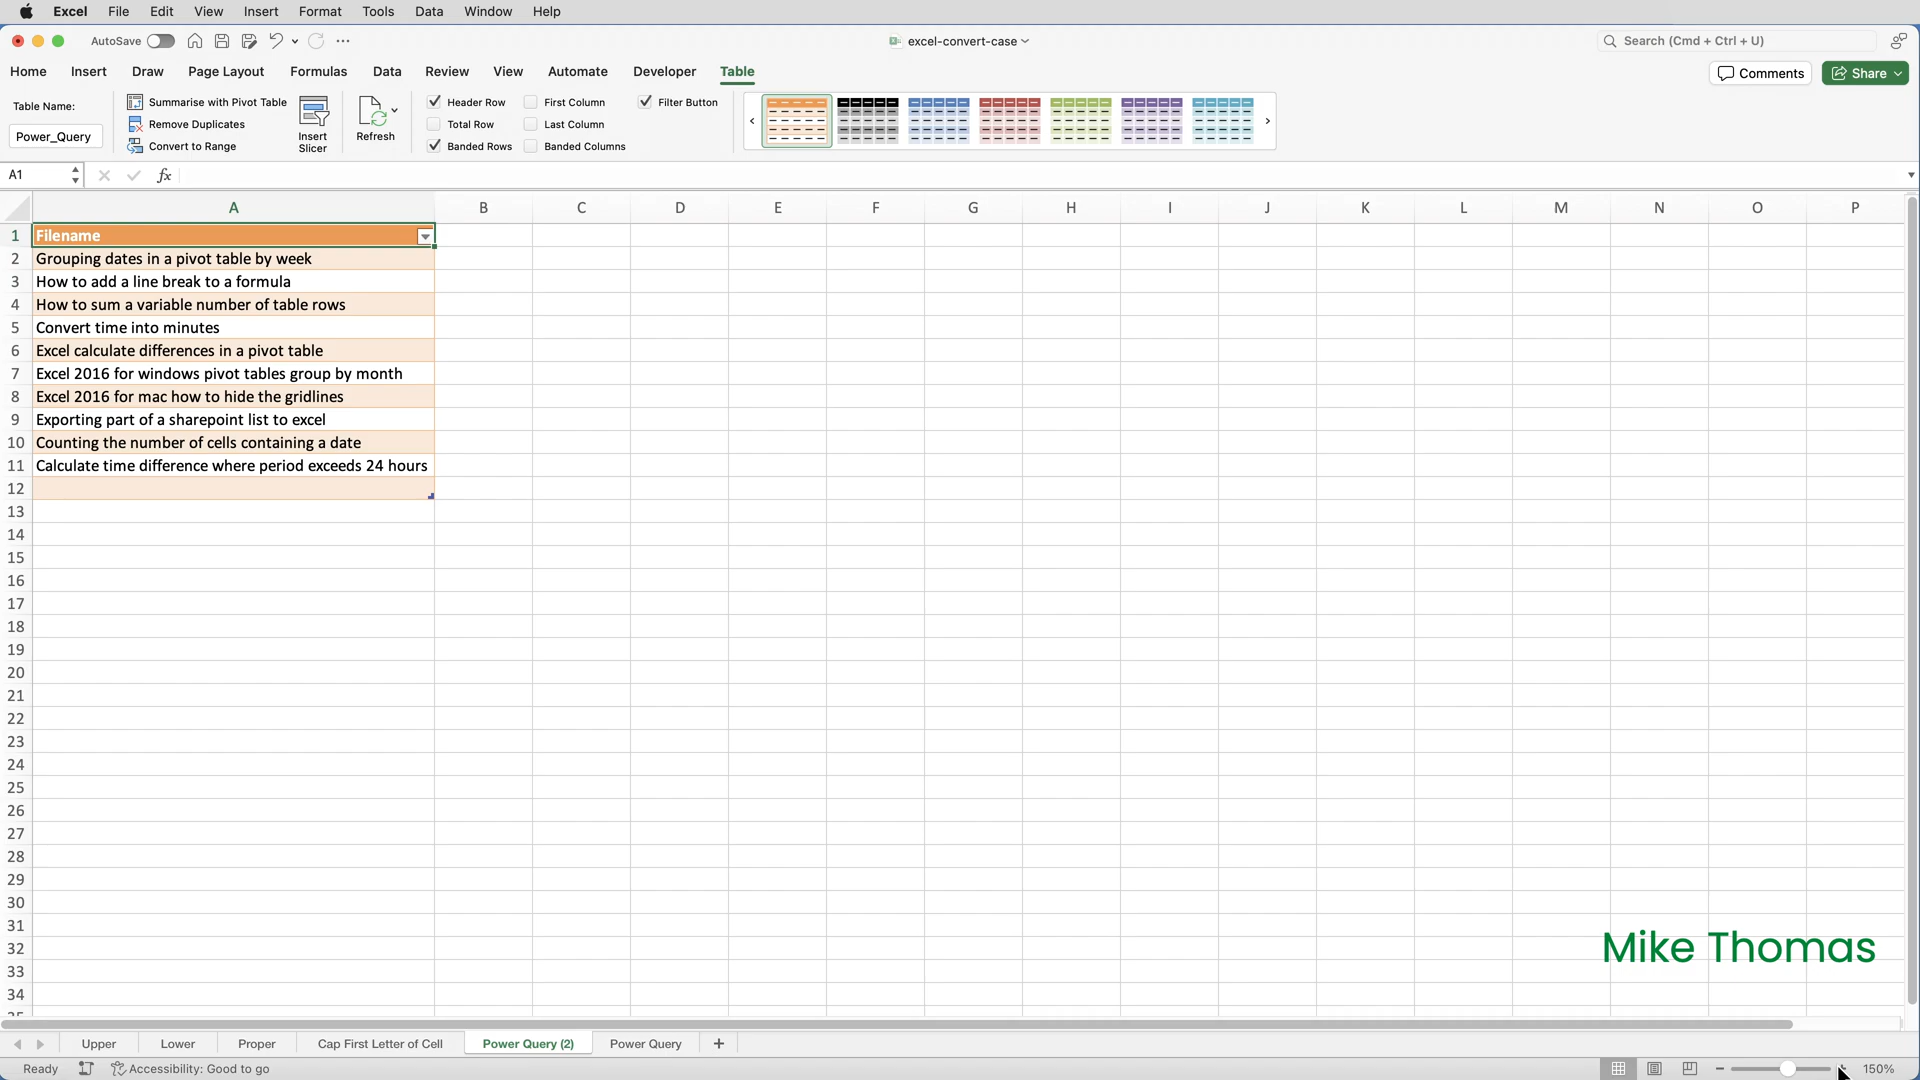 Excel File Edit View Insert Format Tools Data Window Help
AutoSave excel-convert-case Search (Cmd + Ctrl + U)
Home Insert Draw Page Layout Formulas Data Review View Automate Developer Table Comments Share
Table Name:
Power_Query
Summarise with Pivot Table
Remove Duplicates
Convert to Range
Insert
Slicer
Refresh
Header Row First Column Filter Button
Total Row Last Column
Banded Rows Banded Columns
A1 fx
A B C D E F G H I J K L M N O P
1 Filename
2 Grouping dates in a pivot table by week
3 How to add a line break to a formula
4 How to sum a variable number of table rows
5 Convert time into minutes
6 Excel calculate differences in a pivot table
7 Excel 2016 for windows pivot tables group by month
8 Excel 2016 for mac how to hide the gridlines
9 Exporting part of a sharepoint list to excel
10 Counting the number of cells containing a date
11 Calculate time difference where period exceeds 24 hours
12
13
14
15
16
17
18
19
20
21
22
23
24
25
26
27
28
29
30
31
32
33
34
Mike Thomas
Upper Lower Proper Cap First Letter of Cell Power Query (2) Power Query
Ready Accessibility: Good to go 150%